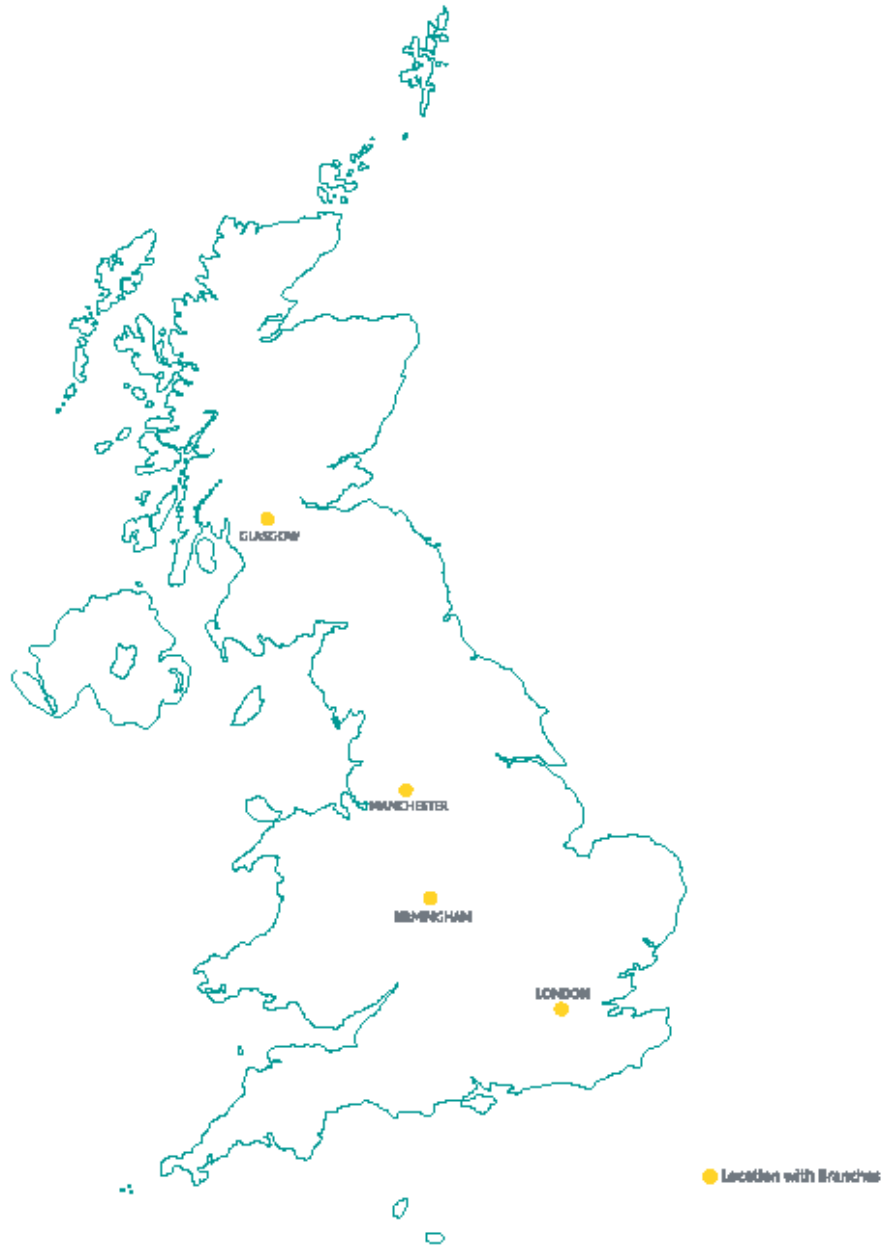 GLASGOW
MANCHESTER
BIRMINGHAM
LONDON
Location with Branches